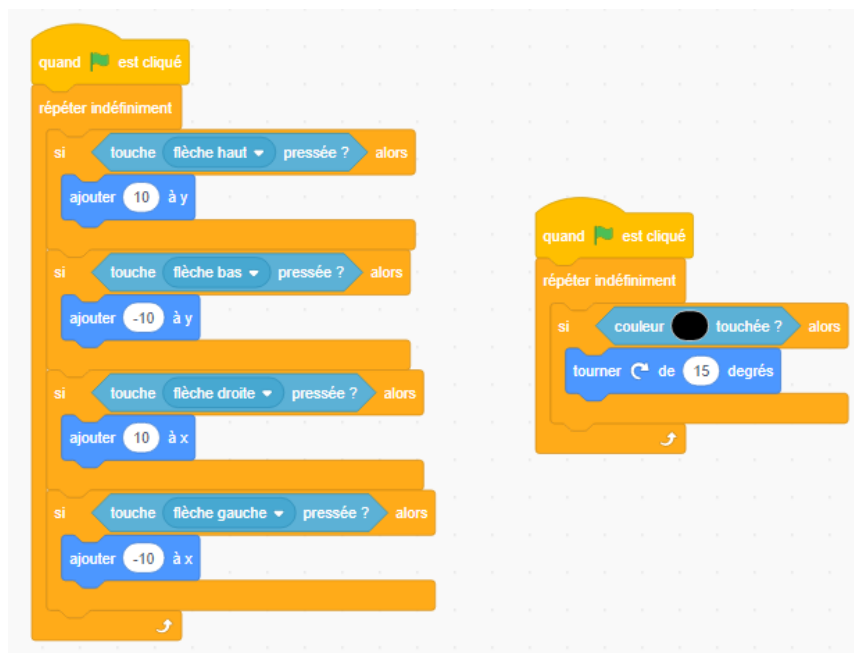 quand est cliqué
répéter indéfiniment
si touche flèche haut pressée ? alors
ajouter 10 à y
si touche flèche bas pressée ? alors
ajouter -10 à y
si touche flèche droite pressée ? alors
ajouter 10 à x
si touche flèche gauche pressée ? alors
ajouter -10 à x
quand est cliqué
répéter indéfiniment
si couleur touchée ? alors
tourner de 15 degrés